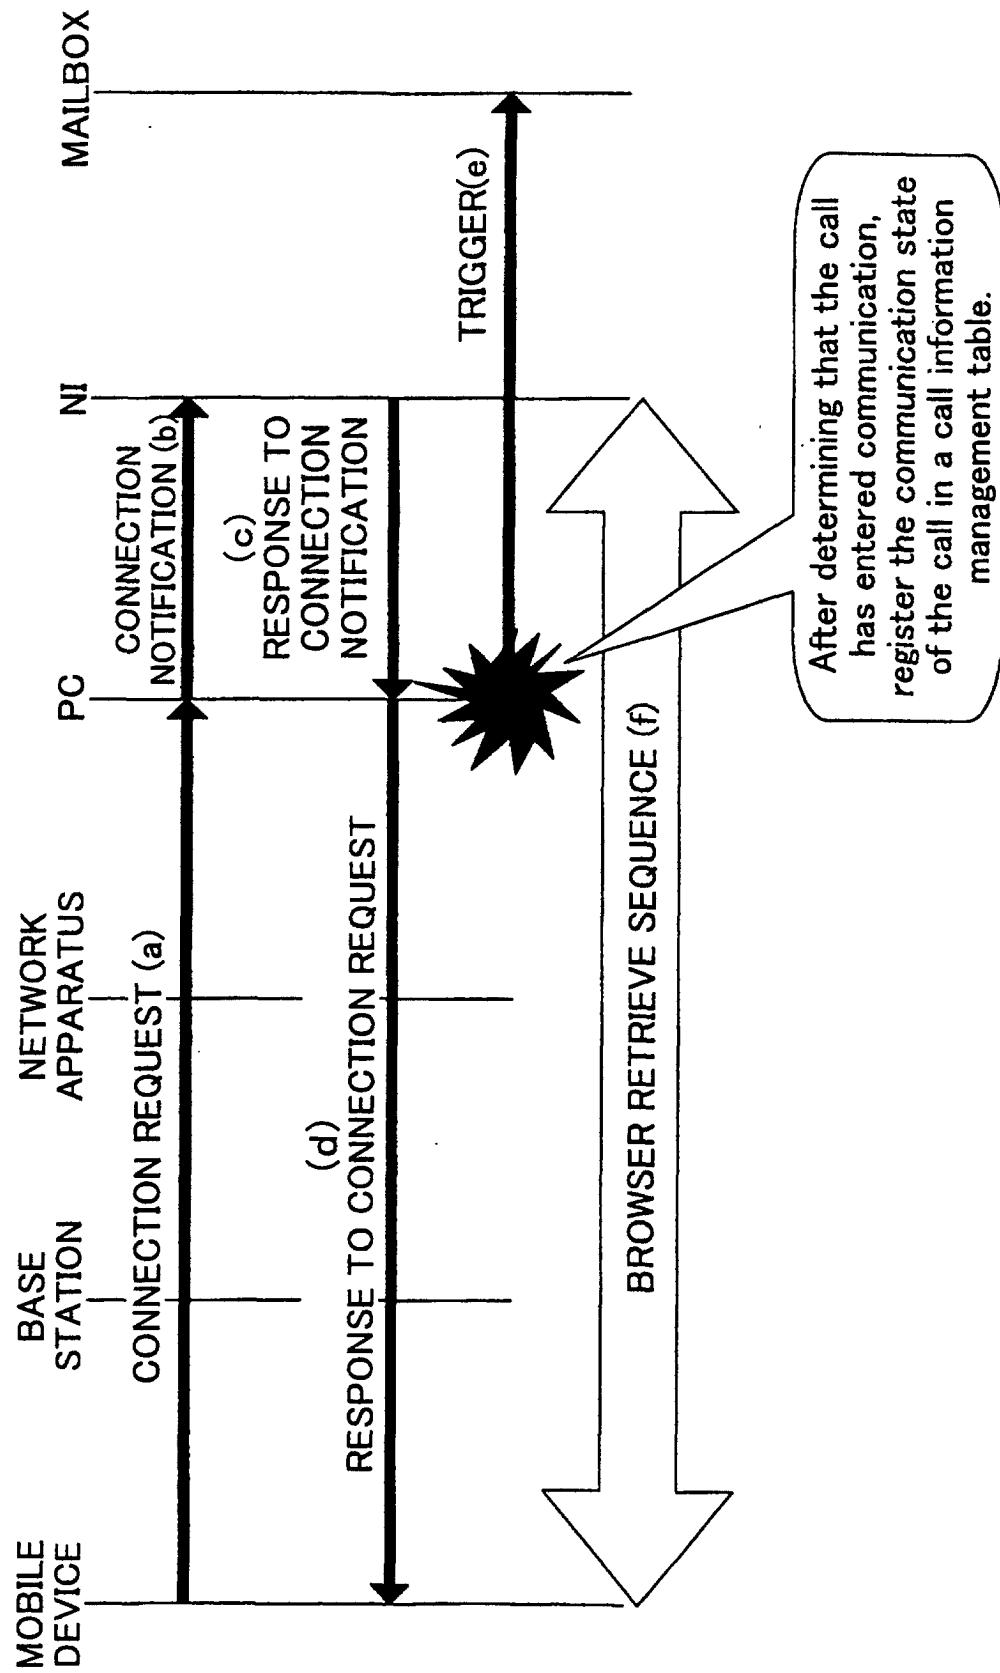 MOBILE
DEVICE
BASE
STATION
NETWORK
APPARATUS
PC
NI
MAILBOX
CONNECTION REQUEST (a)
CONNECTION
NOTIFICATION (b)
(c)
RESPONSE TO
CONNECTION
NOTIFICATION
(d)
RESPONSE TO CONNECTION REQUEST
TRIGGER(e)
BROWSER RETRIEVE SEQUENCE (f)
After determining that the call
has entered communication,
register the communication state
of the call in a call information
management table.